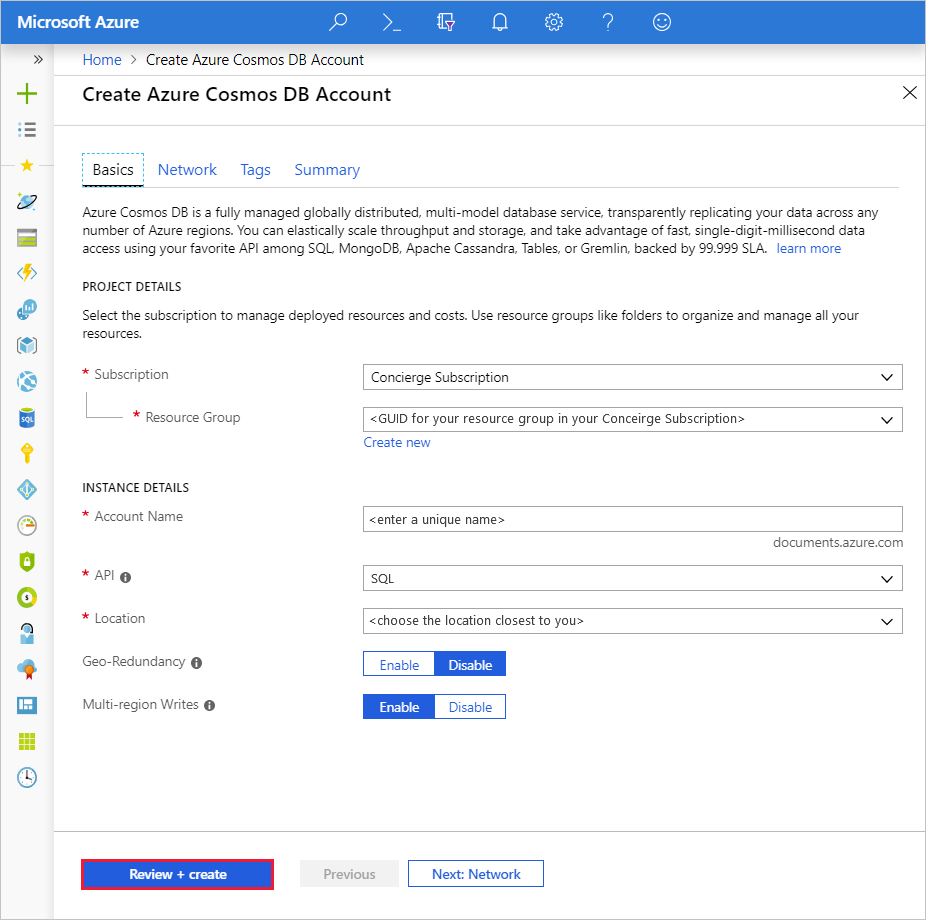 Microsoft Azure
Home > Create Azure Cosmos DB Account
Create Azure Cosmos DB Account
Basics Network Tags Summary
Azure Cosmos DB is a fully managed globally distributed, multi-model database service, transparently replicating your data across any
number of Azure regions. You can elastically scale throughput and storage, and take advantage of fast, single-digit-millisecond data
access using your favorite API among SQL, MongoDB, Apache Cassandra, Tables, or Gremlin, backed by 99.999 SLA. learn more
PROJECT DETAILS
Select the subscription to manage deployed resources and costs. Use resource groups like folders to organize and manage all your
resources.
* Subscription
Concierge Subscription
* Resource Group
<GUID for your resource group in your Conceirge Subscription>
Create new
INSTANCE DETAILS
* Account Name
<enter a unique name>
documents.azure.com
* API
SQL
* Location
<choose the location closest to you>
Geo-Redundancy
Enable Disable
Multi-region Writes
Enable Disable
Review + create Previous Next: Network
SQL